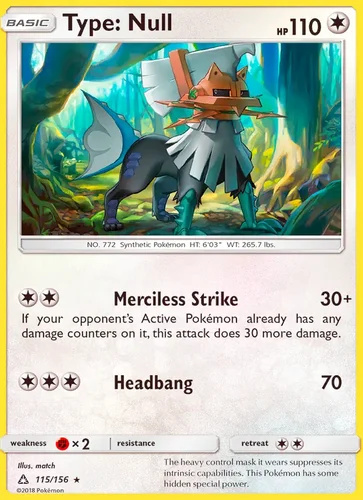 BASIC
Type: Null
HP 110
NO. 772 Synthetic Pokémon HT: 6'03" WT: 265.7 lbs.
Merciless Strike 30+
If your opponent's Active Pokémon already has any
damage counters on it, this attack does 30 more damage.
Headbang 70
weakness ×2 resistance retreat
Illus. match
115/156 ★
©2018 Pokémon
The heavy control mask it wears suppresses its
intrinsic capabilities. This Pokémon has some
hidden special power.